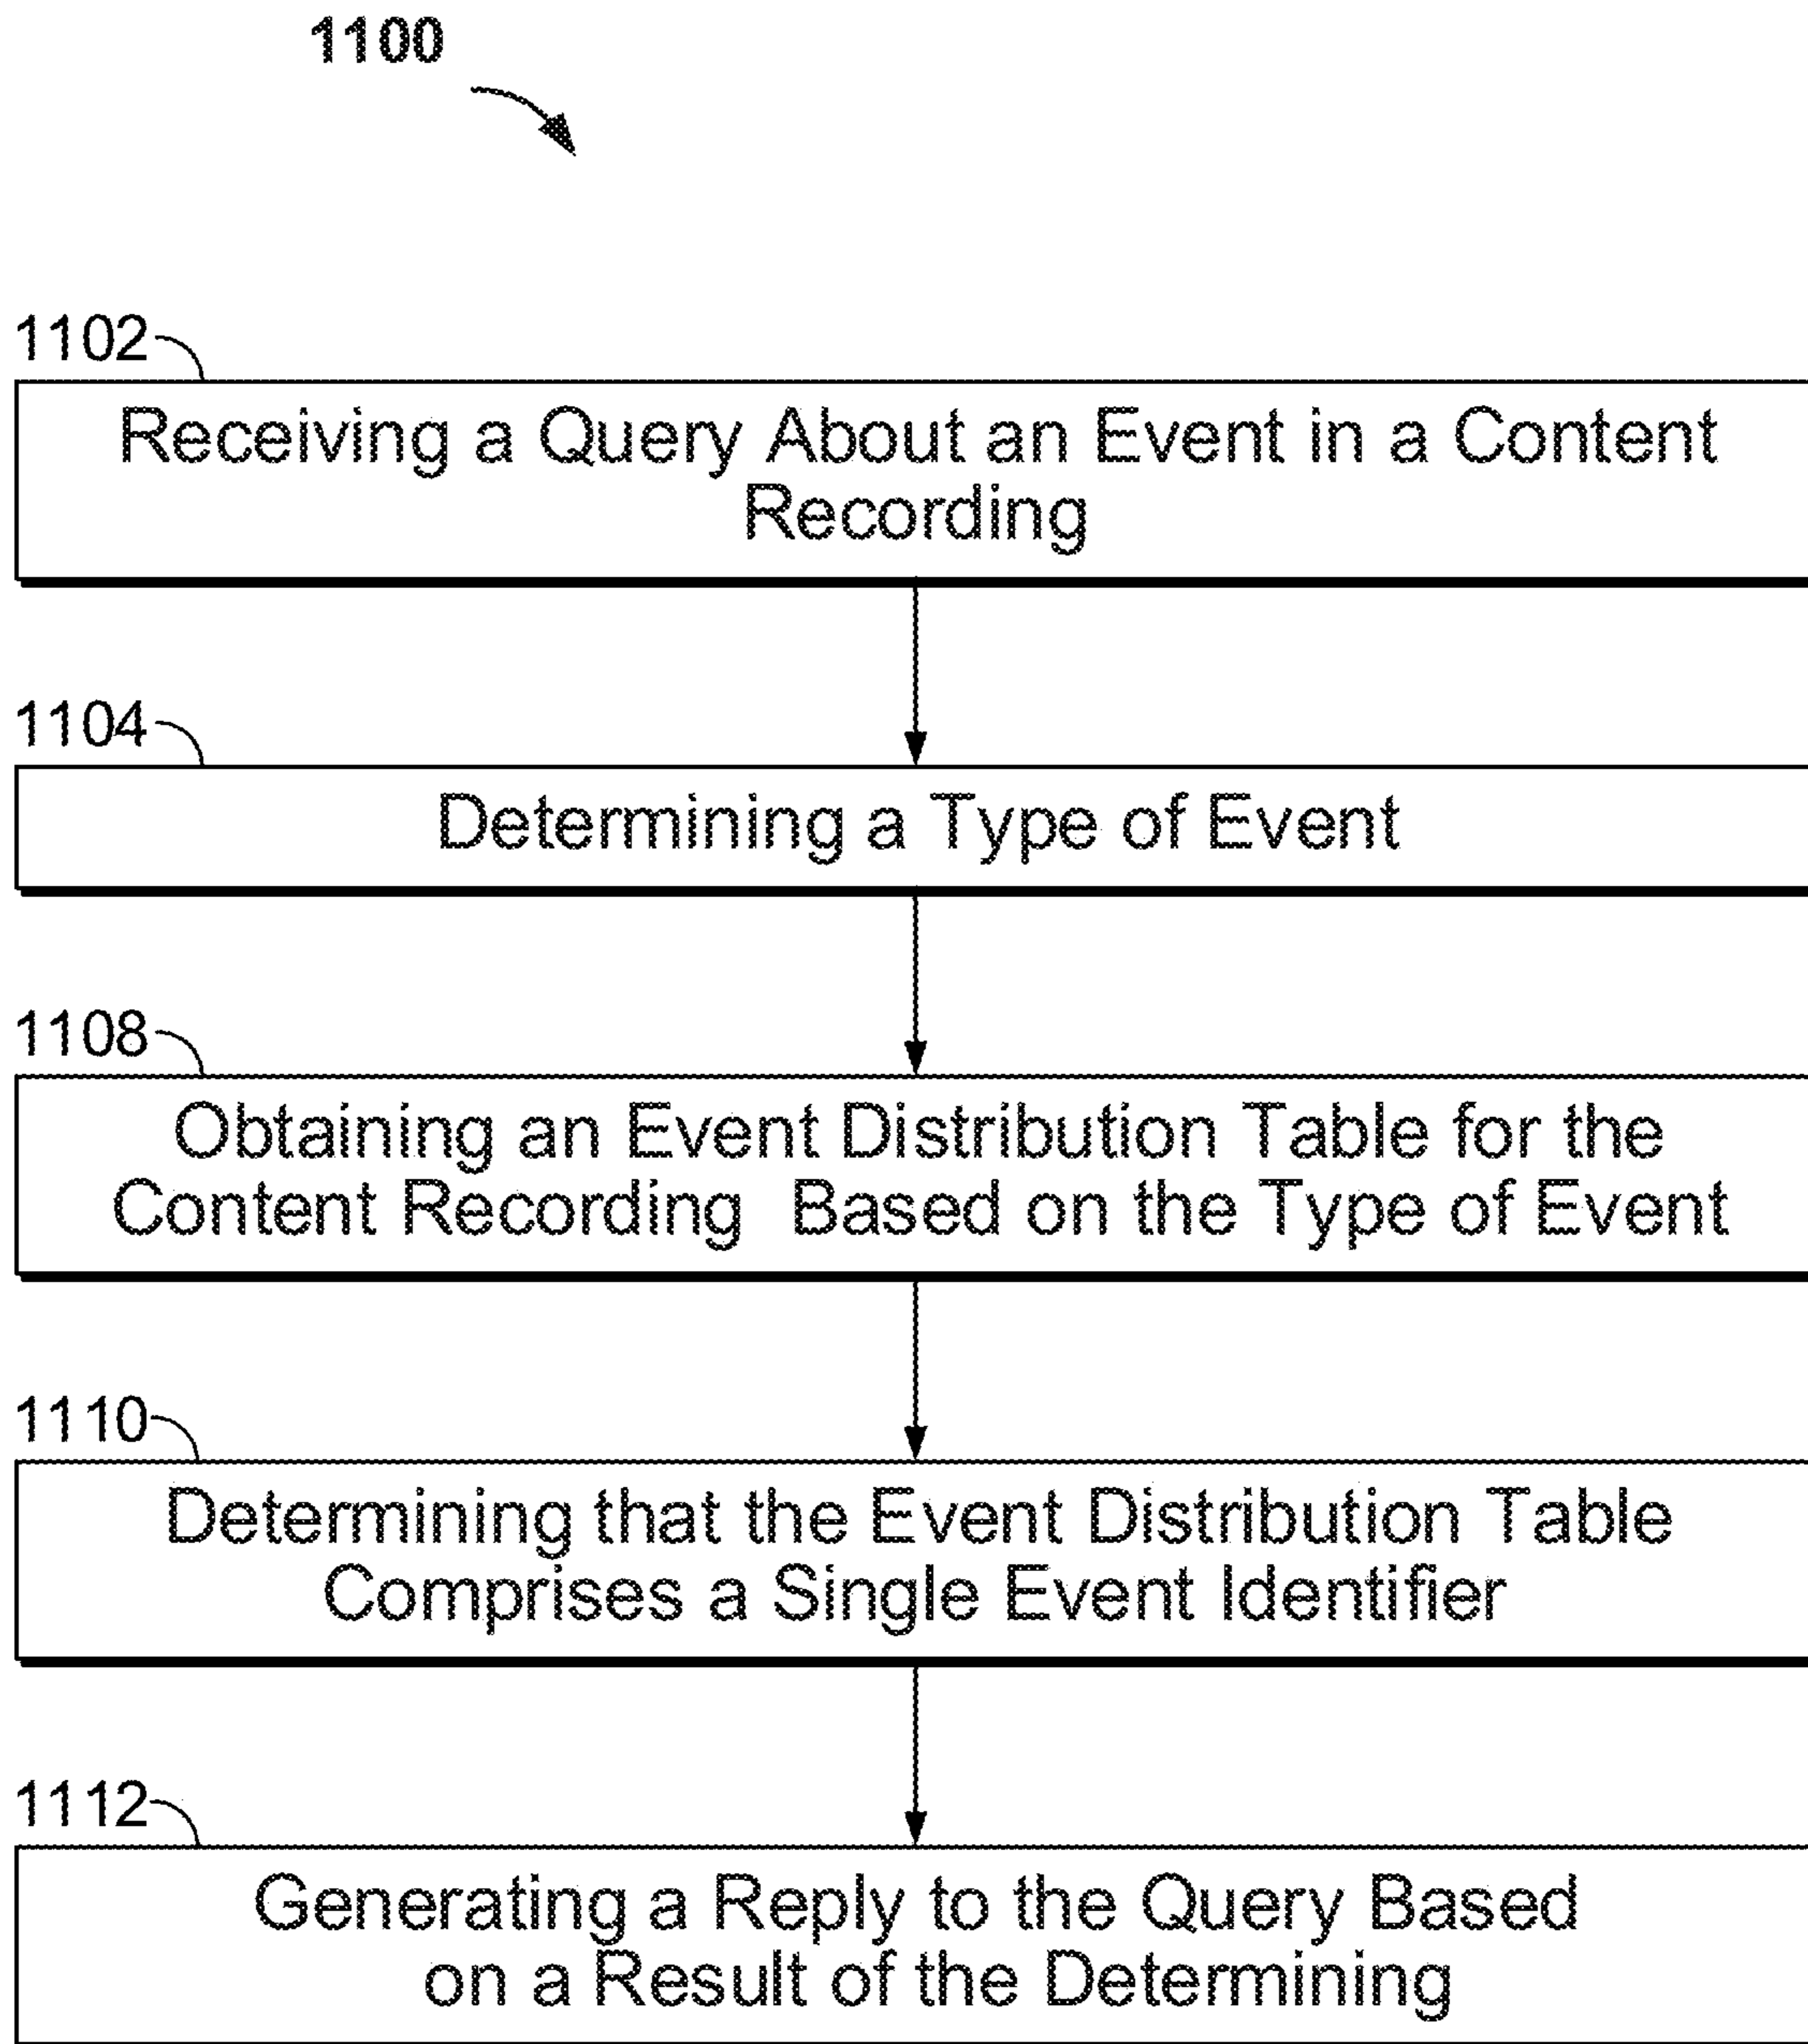 1100
1102
Receiving a Query About an Event in a Content
Recording
1104
Determining a Type of Event
1108
Obtaining an Event Distribution Table for the
Content Recording Based on the Type of Event
1110
Determining that the Event Distribution Table
Comprises a Single Event Identifier
1112
Generating a Reply to the Query Based
on a Result of the Determining